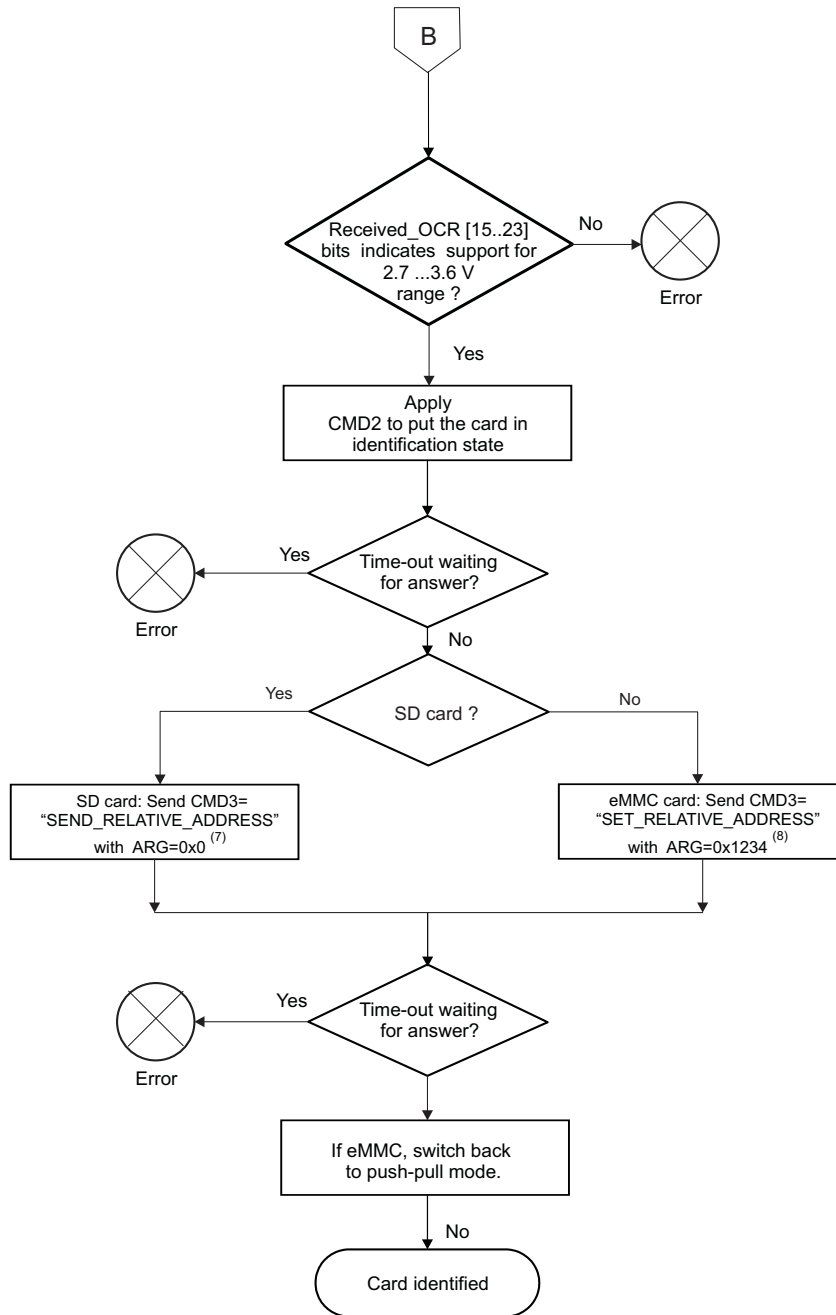 B
Received_OCR [15..23]
bits indicates support for
2.7 ...3.6 V
range ?
No
Error
Yes
Apply
CMD2 to put the card in
identification state
Time-out waiting
for answer?
Yes
Error
No
SD card ?
Yes
No
SD card: Send CMD3=
“SEND_RELATIVE_ADDRESS”
with ARG=0x0 (7)
eMMC card: Send CMD3=
“SET_RELATIVE_ADDRESS”
with ARG=0x1234 (8)
Time-out waiting
for answer?
Yes
Error
If eMMC, switch back
to push-pull mode.
No
Card identified